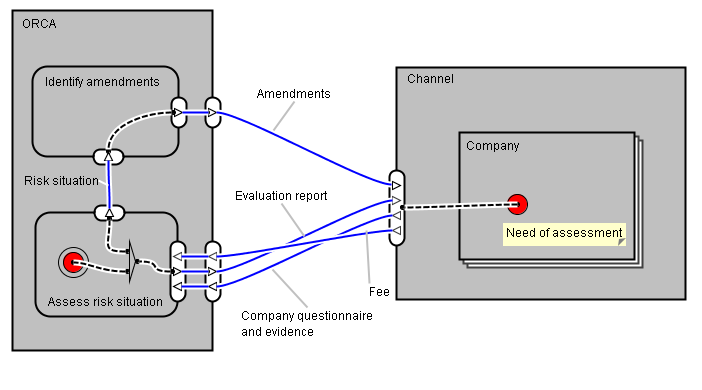 ORCA
Identify amendments
Amendments
Channel
Company
Risk situation
Evaluation report
Need of assessment
Assess risk situation
Fee
Company questionnaire
and evidence